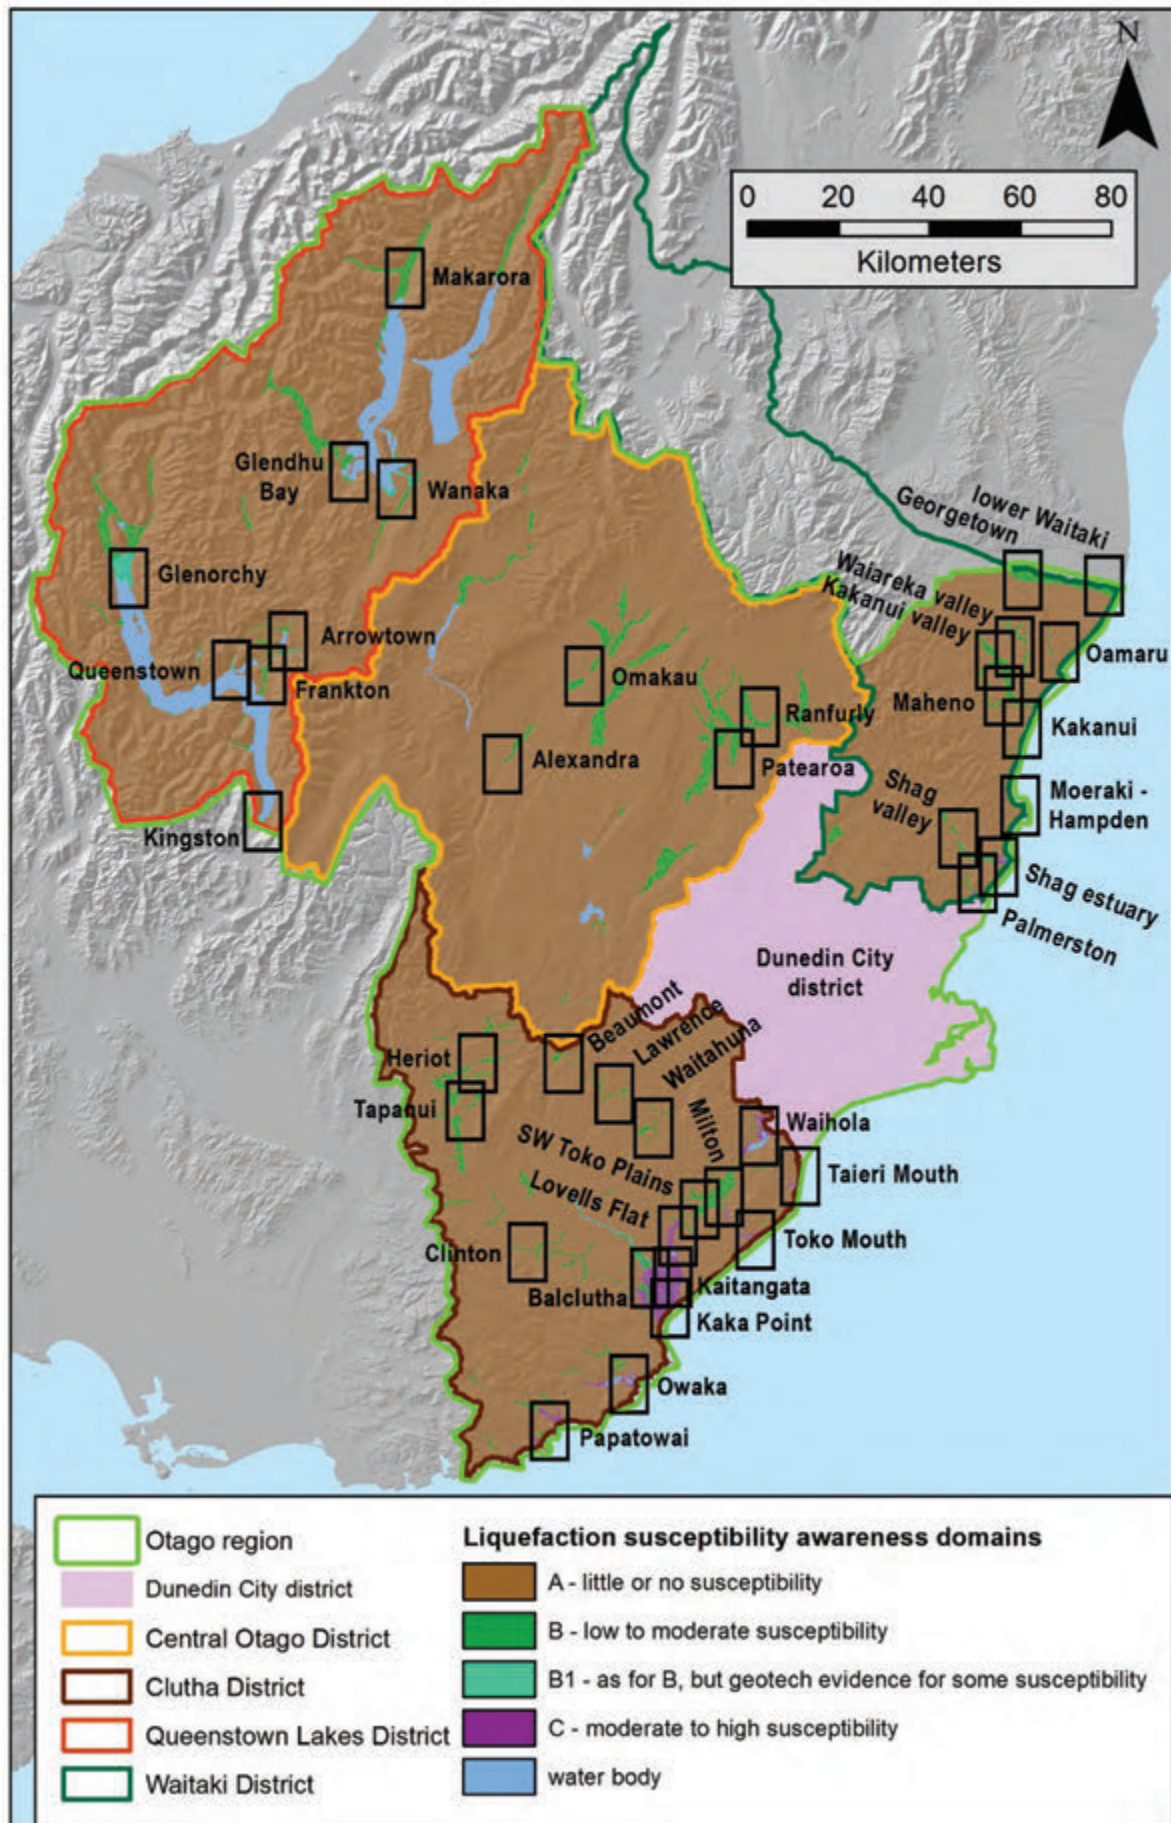 N
0 20 40 60 80
Kilometers
Makarora
Glendhu
Bay
Wanaka
lower Waitaki
Georgetown
Waiareka valley
Kakanui valley
Glenorchy
Arrowtown
Queenstown
Frankton
Omakau
Oamaru
Maheno
Ranfurly
Kakanui
Alexandra
Patearoa
Shag
valley
Moeraki -
Hampden
Kingston
Shag estuary
Palmerston
Dunedin City
district
Beaumont
Lawrence
Waitahuna
Heriot
Tapanui
Milton
Waihola
SW Toko Plains
Taieri Mouth
Lovells Flat
Toko Mouth
Clinton
Balclutha
Kaitangata
Kaka Point
Owaka
Papatowai
Otago region
Dunedin City district
Central Otago District
Clutha District
Queenstown Lakes District
Waitaki District
Liquefaction susceptibility awareness domains
A - little or no susceptibility
B - low to moderate susceptibility
B1 - as for B, but geotech evidence for some susceptibility
C - moderate to high susceptibility
water body